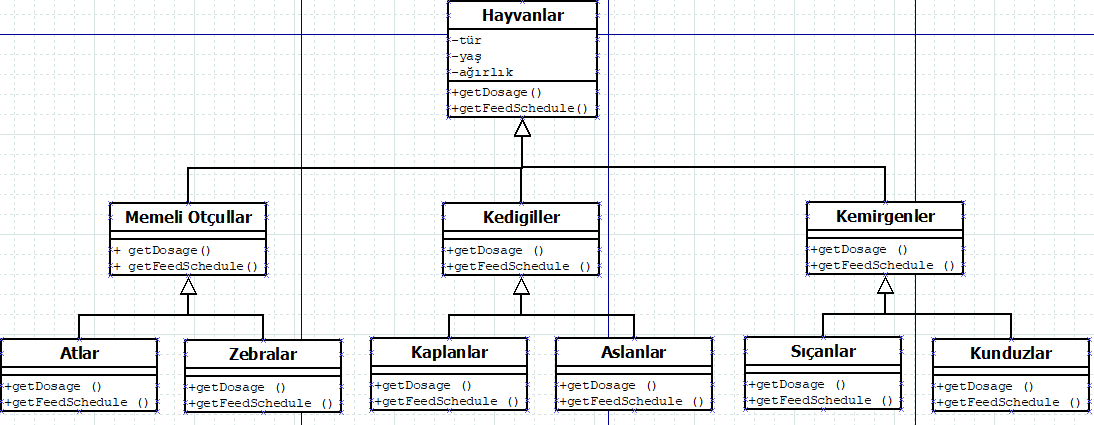 Hayvanlar
-tür
-yaş
-ağırlık
+getDosage()
+getFeedSchedule()
Memeli Otçullar
+ getDosage()
+ getFeedSchedule()
Kedigiller
+getDosage ()
+getFeedSchedule ()
Kemirgenler
+getDosage ()
+getFeedSchedule ()
Atlar
+getDosage ()
+getFeedSchedule ()
Zebralar
+getDosage ()
+getFeedSchedule ()
Kaplanlar
+getDosage ()
+getFeedSchedule ()
Aslanlar
+getDosage ()
+getFeedSchedule ()
Sıçanlar
+getDosage ()
+getFeedSchedule ()
Kunduzlar
+getDosage ()
+getFeedSchedule ()